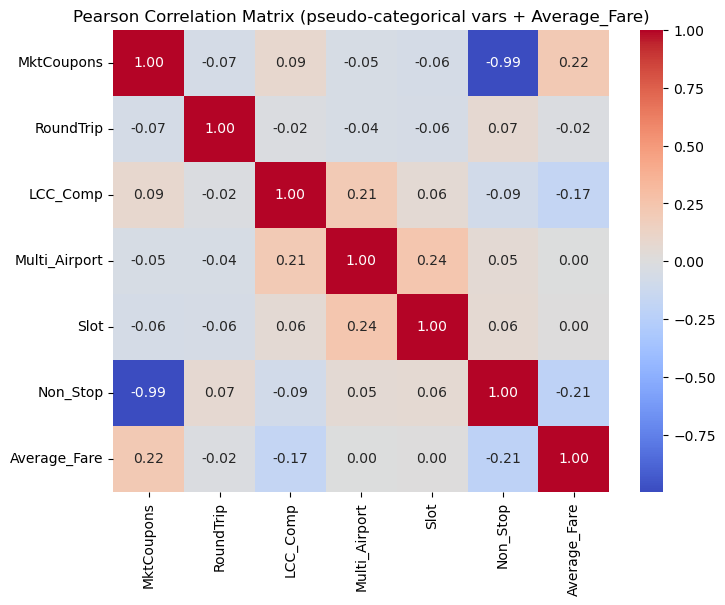 Pearson Correlation Matrix (pseudo-categorical vars + Average_Fare)
MktCoupons 1.00 -0.07 0.09 -0.05 -0.06 -0.99 0.22
RoundTrip -0.07 1.00 -0.02 -0.04 -0.06 0.07 -0.02
LCC_Comp 0.09 -0.02 1.00 0.21 0.06 -0.09 -0.17
Multi_Airport -0.05 -0.04 0.21 1.00 0.24 0.05 0.00
Slot -0.06 -0.06 0.06 0.24 1.00 0.06 0.00
Non_Stop -0.99 0.07 -0.09 0.05 0.06 1.00 -0.21
Average_Fare 0.22 -0.02 -0.17 0.00 0.00 -0.21 1.00
MktCoupons
RoundTrip
LCC_Comp
Multi_Airport
Slot
Non_Stop
Average_Fare
1.00
0.75
0.50
0.25
0.00
−0.25
−0.50
−0.75